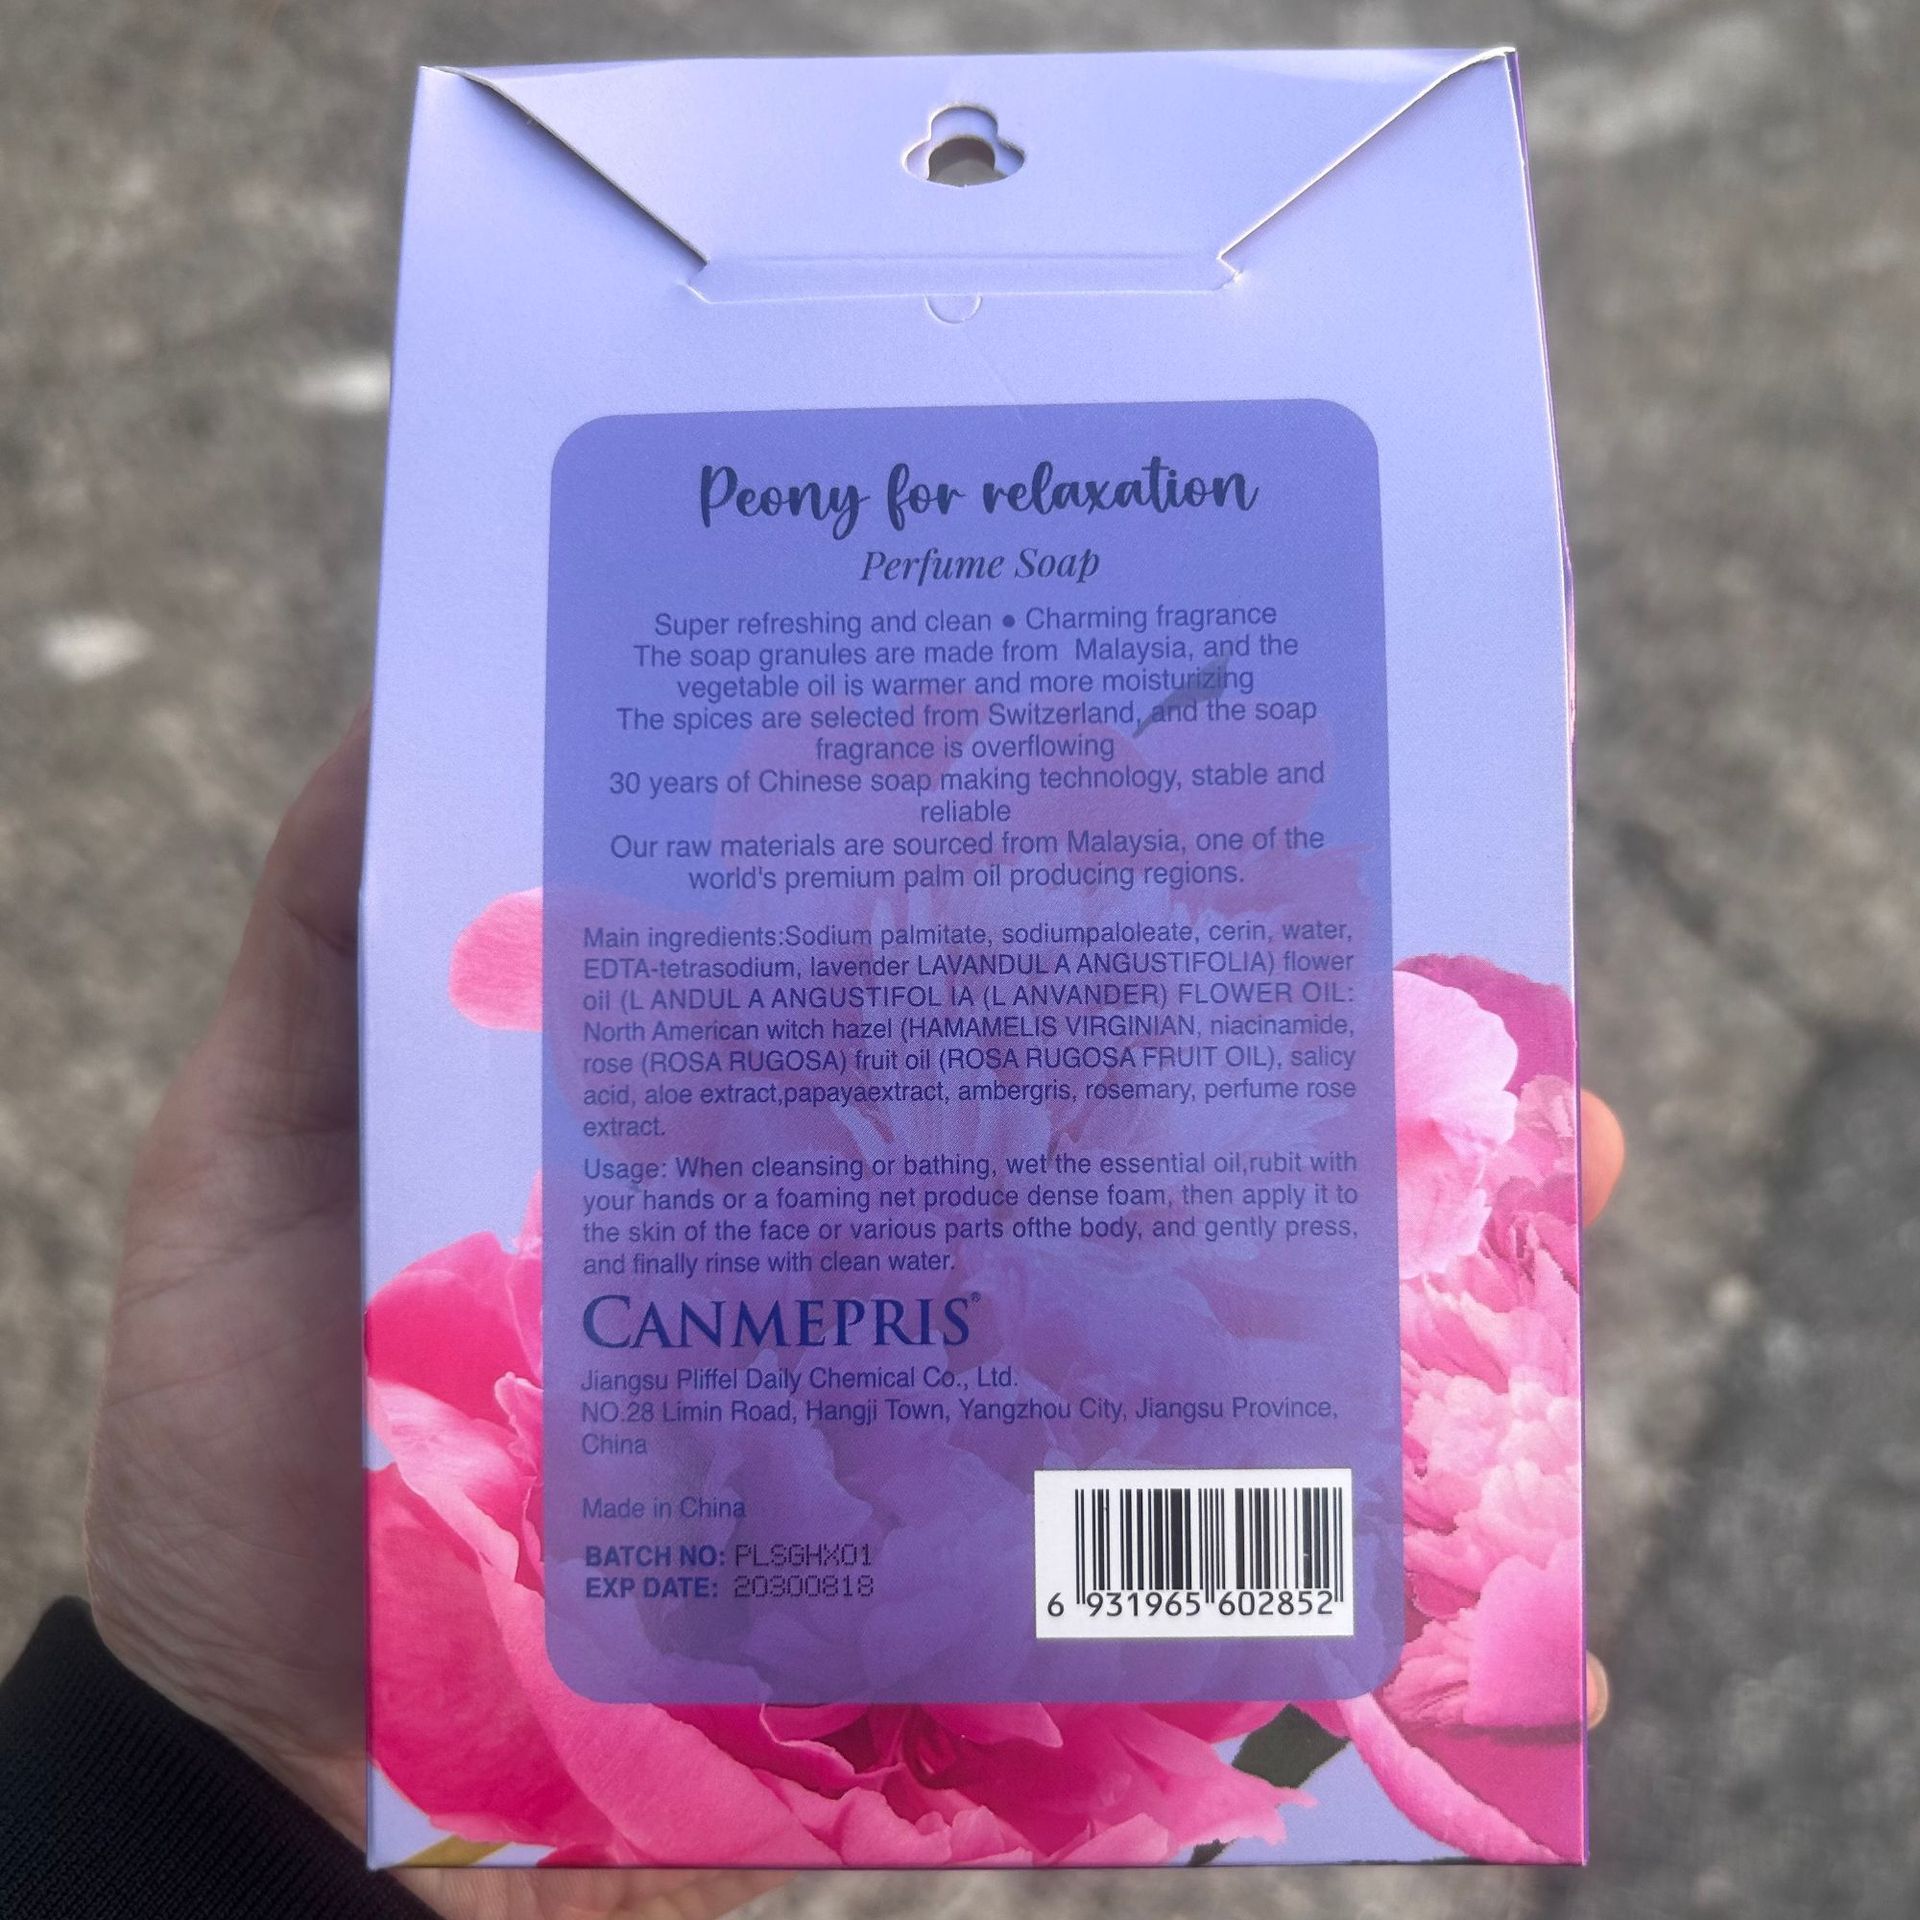 Peony for relaxation
Perfume Soap
Super refreshing and clean ● Charming fragrance
The soap granules are made from Malaysia, and the
vegetable oil is warmer and more moisturizing
The spices are selected from Switzerland, and the soap
fragrance is overflowing
30 years of Chinese soap making technology, stable and
reliable
Our raw materials are sourced from Malaysia, one of the
world's premium palm oil producing regions.
Main ingredients:Sodium palmitate, sodiumpaloleate, cerin, water,
EDTA-tetrasodium, lavender LAVANDUL A ANGUSTIFOLIA) flower
oil (L ANDUL A ANGUSTIFOL IA (L ANVANDER) FLOWER OIL:
North American witch hazel (HAMAMELIS VIRGINIAN, niacinamide,
rose (ROSA RUGOSA) fruit oil (ROSA RUGOSA FRUIT OIL), salicy
acid, aloe extract,papayaextract, ambergris, rosemary, perfume rose
extract.
Usage: When cleansing or bathing, wet the essential oil,rubit with
your hands or a foaming net produce dense foam, then apply it to
the skin of the face or various parts ofthe body, and gently press,
and finally rinse with clean water.
CANMEPRIS®
Jiangsu Pliffel Daily Chemical Co., Ltd.
NO.28 Limin Road, Hangji Town, Yangzhou City, Jiangsu Province,
China
Made in China
BATCH NO: PLSGHX01
EXP DATE: 20300818
6 931965 602852